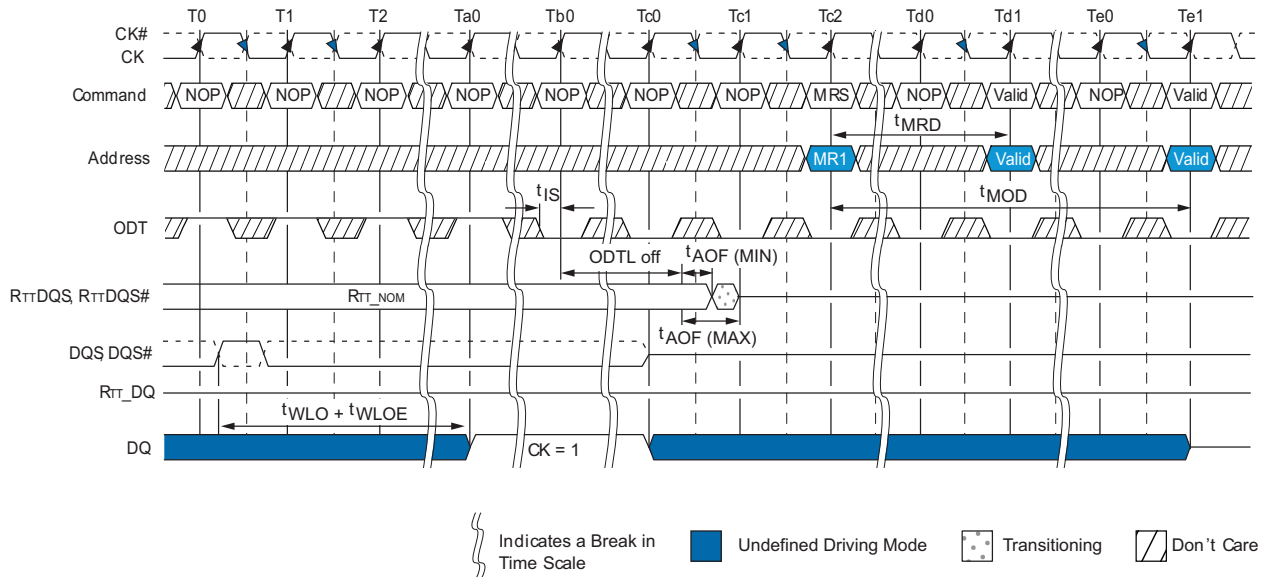 T0 T1 T2 Ta0 Tb0 Tc0 Tc1 Tc2 Td0 Td1 Te0 Te1
CK#
CK
Command NOP NOP NOP NOP NOP NOP NOP MRS NOP Valid NOP Valid
tMRD
Address MR1 Valid Valid
tIS tMOD
ODT
ODTL off tAOF (MIN)
RTTDQS, RTTDQS# RTT_NOM
tAOF (MAX)
DQS, DQS#
RTT_DQ
tWLO + tWLOE
DQ CK = 1
Indicates a Break in
Time Scale
Undefined Driving Mode Transitioning Don't Care